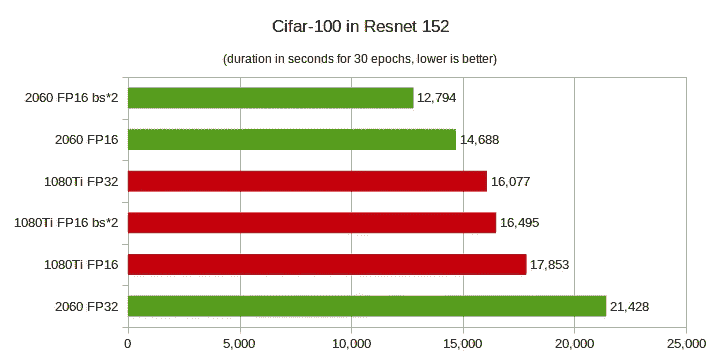 Cifar-100 in Resnet 152
(duration in seconds for 30 epochs, lower is better)
2060 FP16 bs*2 12,794
2060 FP16 14,688
1080Ti FP32 16,077
1080Ti FP16 bs*2 16,495
1080Ti FP16 17,853
2060 FP32 21,428
0 5,000 10,000 15,000 20,000 25,000